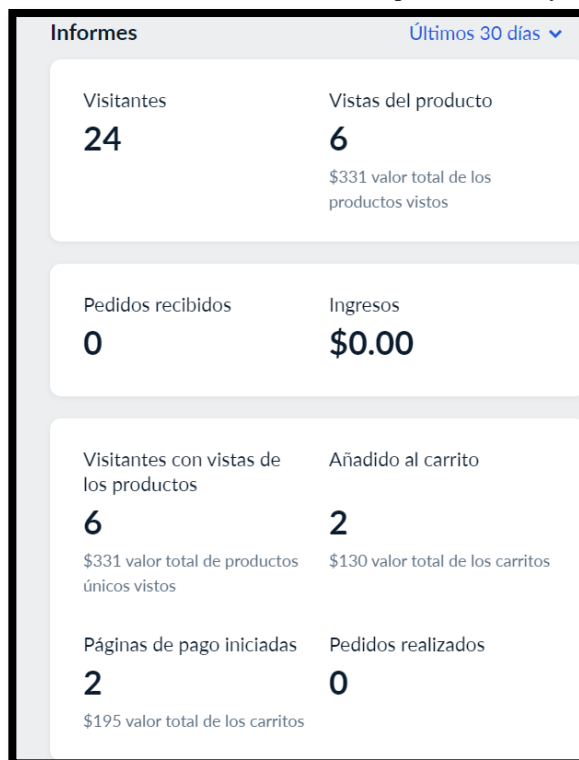 Informes
Últimos 30 días
Visitantes
24
Vistas del producto
6
$331 valor total de los
productos vistos
Pedidos recibidos
0
Ingresos
$0.00
Visitantes con vistas de
los productos
6
$331 valor total de productos
únicos vistos
Añadido al carrito
2
$130 valor total de los carritos
Páginas de pago iniciadas
2
$195 valor total de los carritos
Pedidos realizados
0